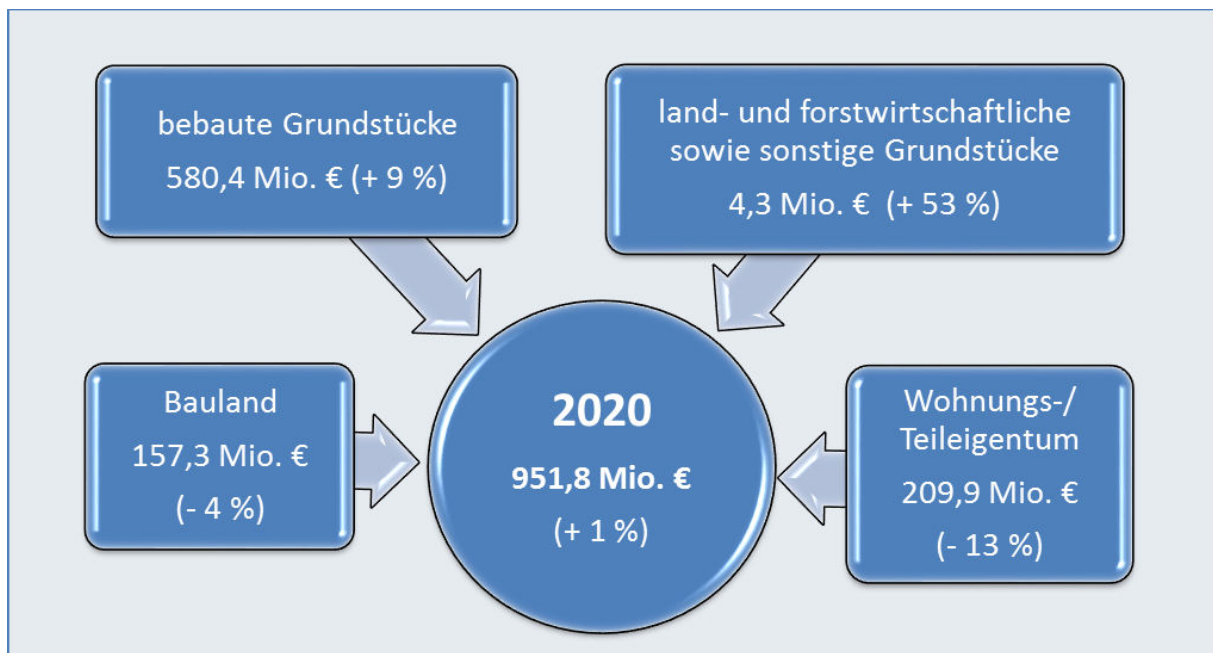 bebaute Grundstücke
580,4 Mio. € (+ 9 %)
land- und forstwirtschaftliche
sowie sonstige Grundstücke
4,3 Mio. €  (+ 53 %)
Bauland
157,3 Mio. €
(- 4 %)
2020
951,8 Mio. €
(+ 1 %)
Wohnungs-/
Teileigentum
209,9 Mio. €
(- 13 %)